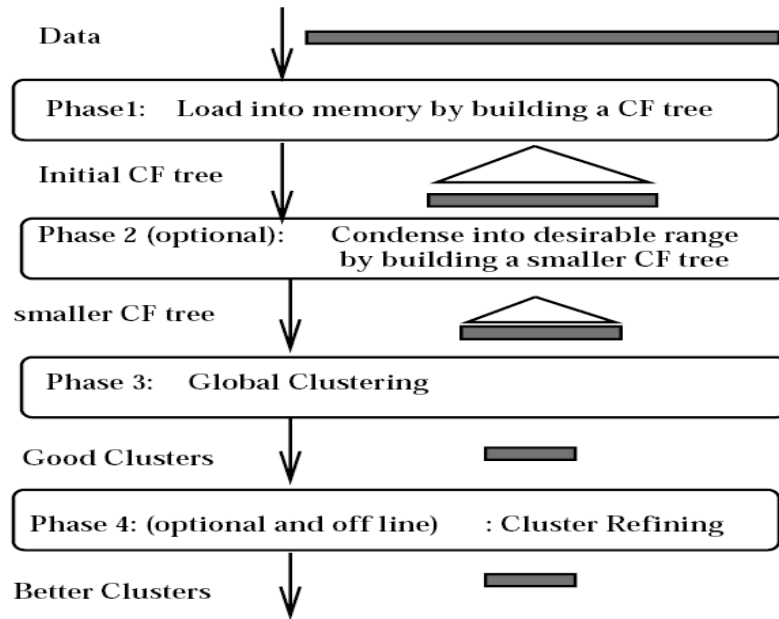 Data
Phase1: Load into memory by building a CF tree
Initial CF tree
Phase 2 (optional): Condense into desirable range
by building a smaller CF tree
smaller CF tree
Phase 3: Global Clustering
Good Clusters
Phase 4: (optional and off line) : Cluster Refining
Better Clusters